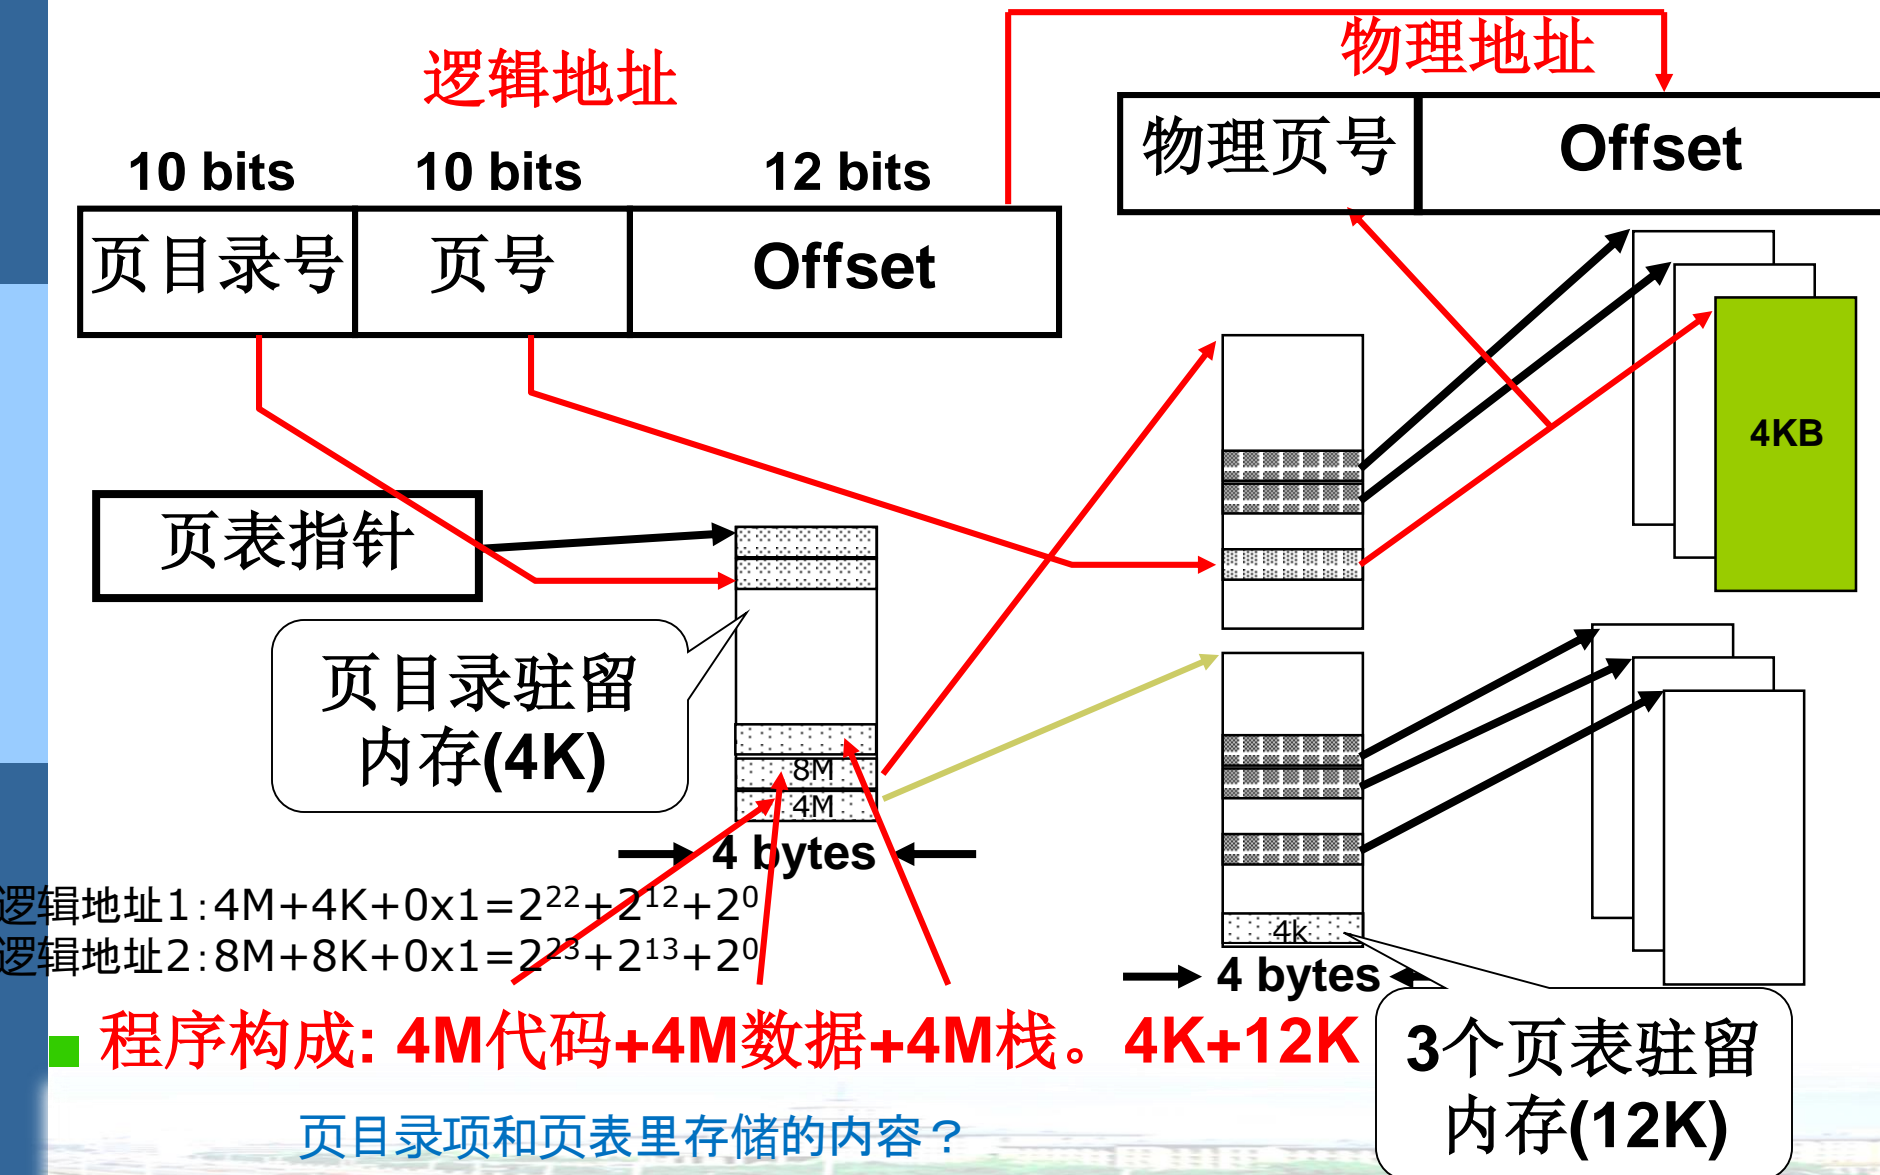 逻辑地址
物理地址
10 bits 10 bits 12 bits
物理页号 Offset
页目录号 页号 Offset
4KB
页表指针
页目录驻留
内存(4K)
8M
4M
4 bytes
逻辑地址1:4M+4K+0x1=2²²+2¹²+2⁰
逻辑地址2:8M+8K+0x1=2²³+2¹³+2⁰
4k
4 bytes
程序构成: 4M代码+4M数据+4M栈。4K+12K
3个页表驻留
内存(12K)
页目录项和页表里存储的内容？